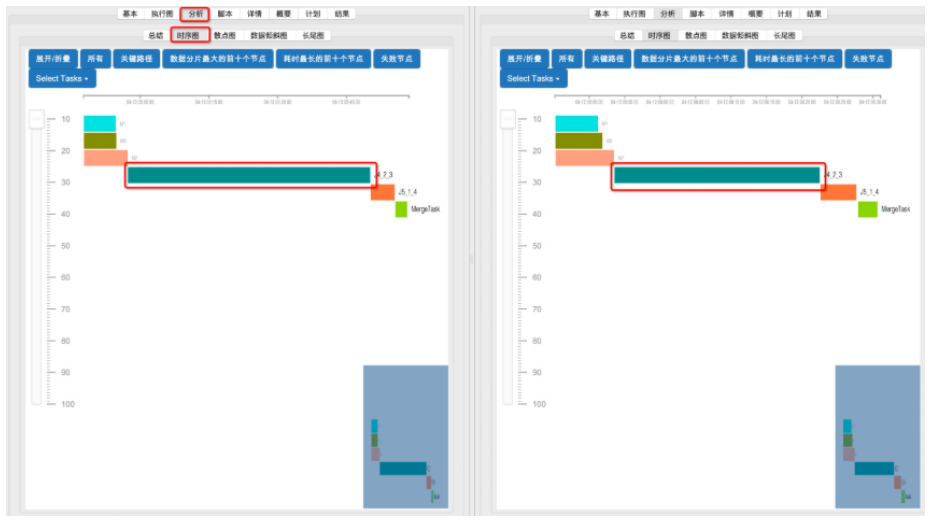 基本 执行图 分析 脚本 详情 概要 计划 结果
总结 时序图 散点图 数据倾斜图 长尾图
展开/折叠 所有 关键路径 数据分片最大的前十个节点 耗时最长的前十个节点 失败节点
Select Tasks
10
20
J4_2_3
30
J5_1_4
40
MergeTask
50
60
70
80
90
100
基本 执行图 分析 脚本 详情 概要 计划 结果
总结 时序图 散点图 数据倾斜图 长尾图
展开/折叠 所有 关键路径 数据分片最大的前十个节点 耗时最长的前十个节点 失败节点
Select Tasks
10
20
J4_2_3
30
J5_1_4
40
MergeTask
50
60
70
80
90
100